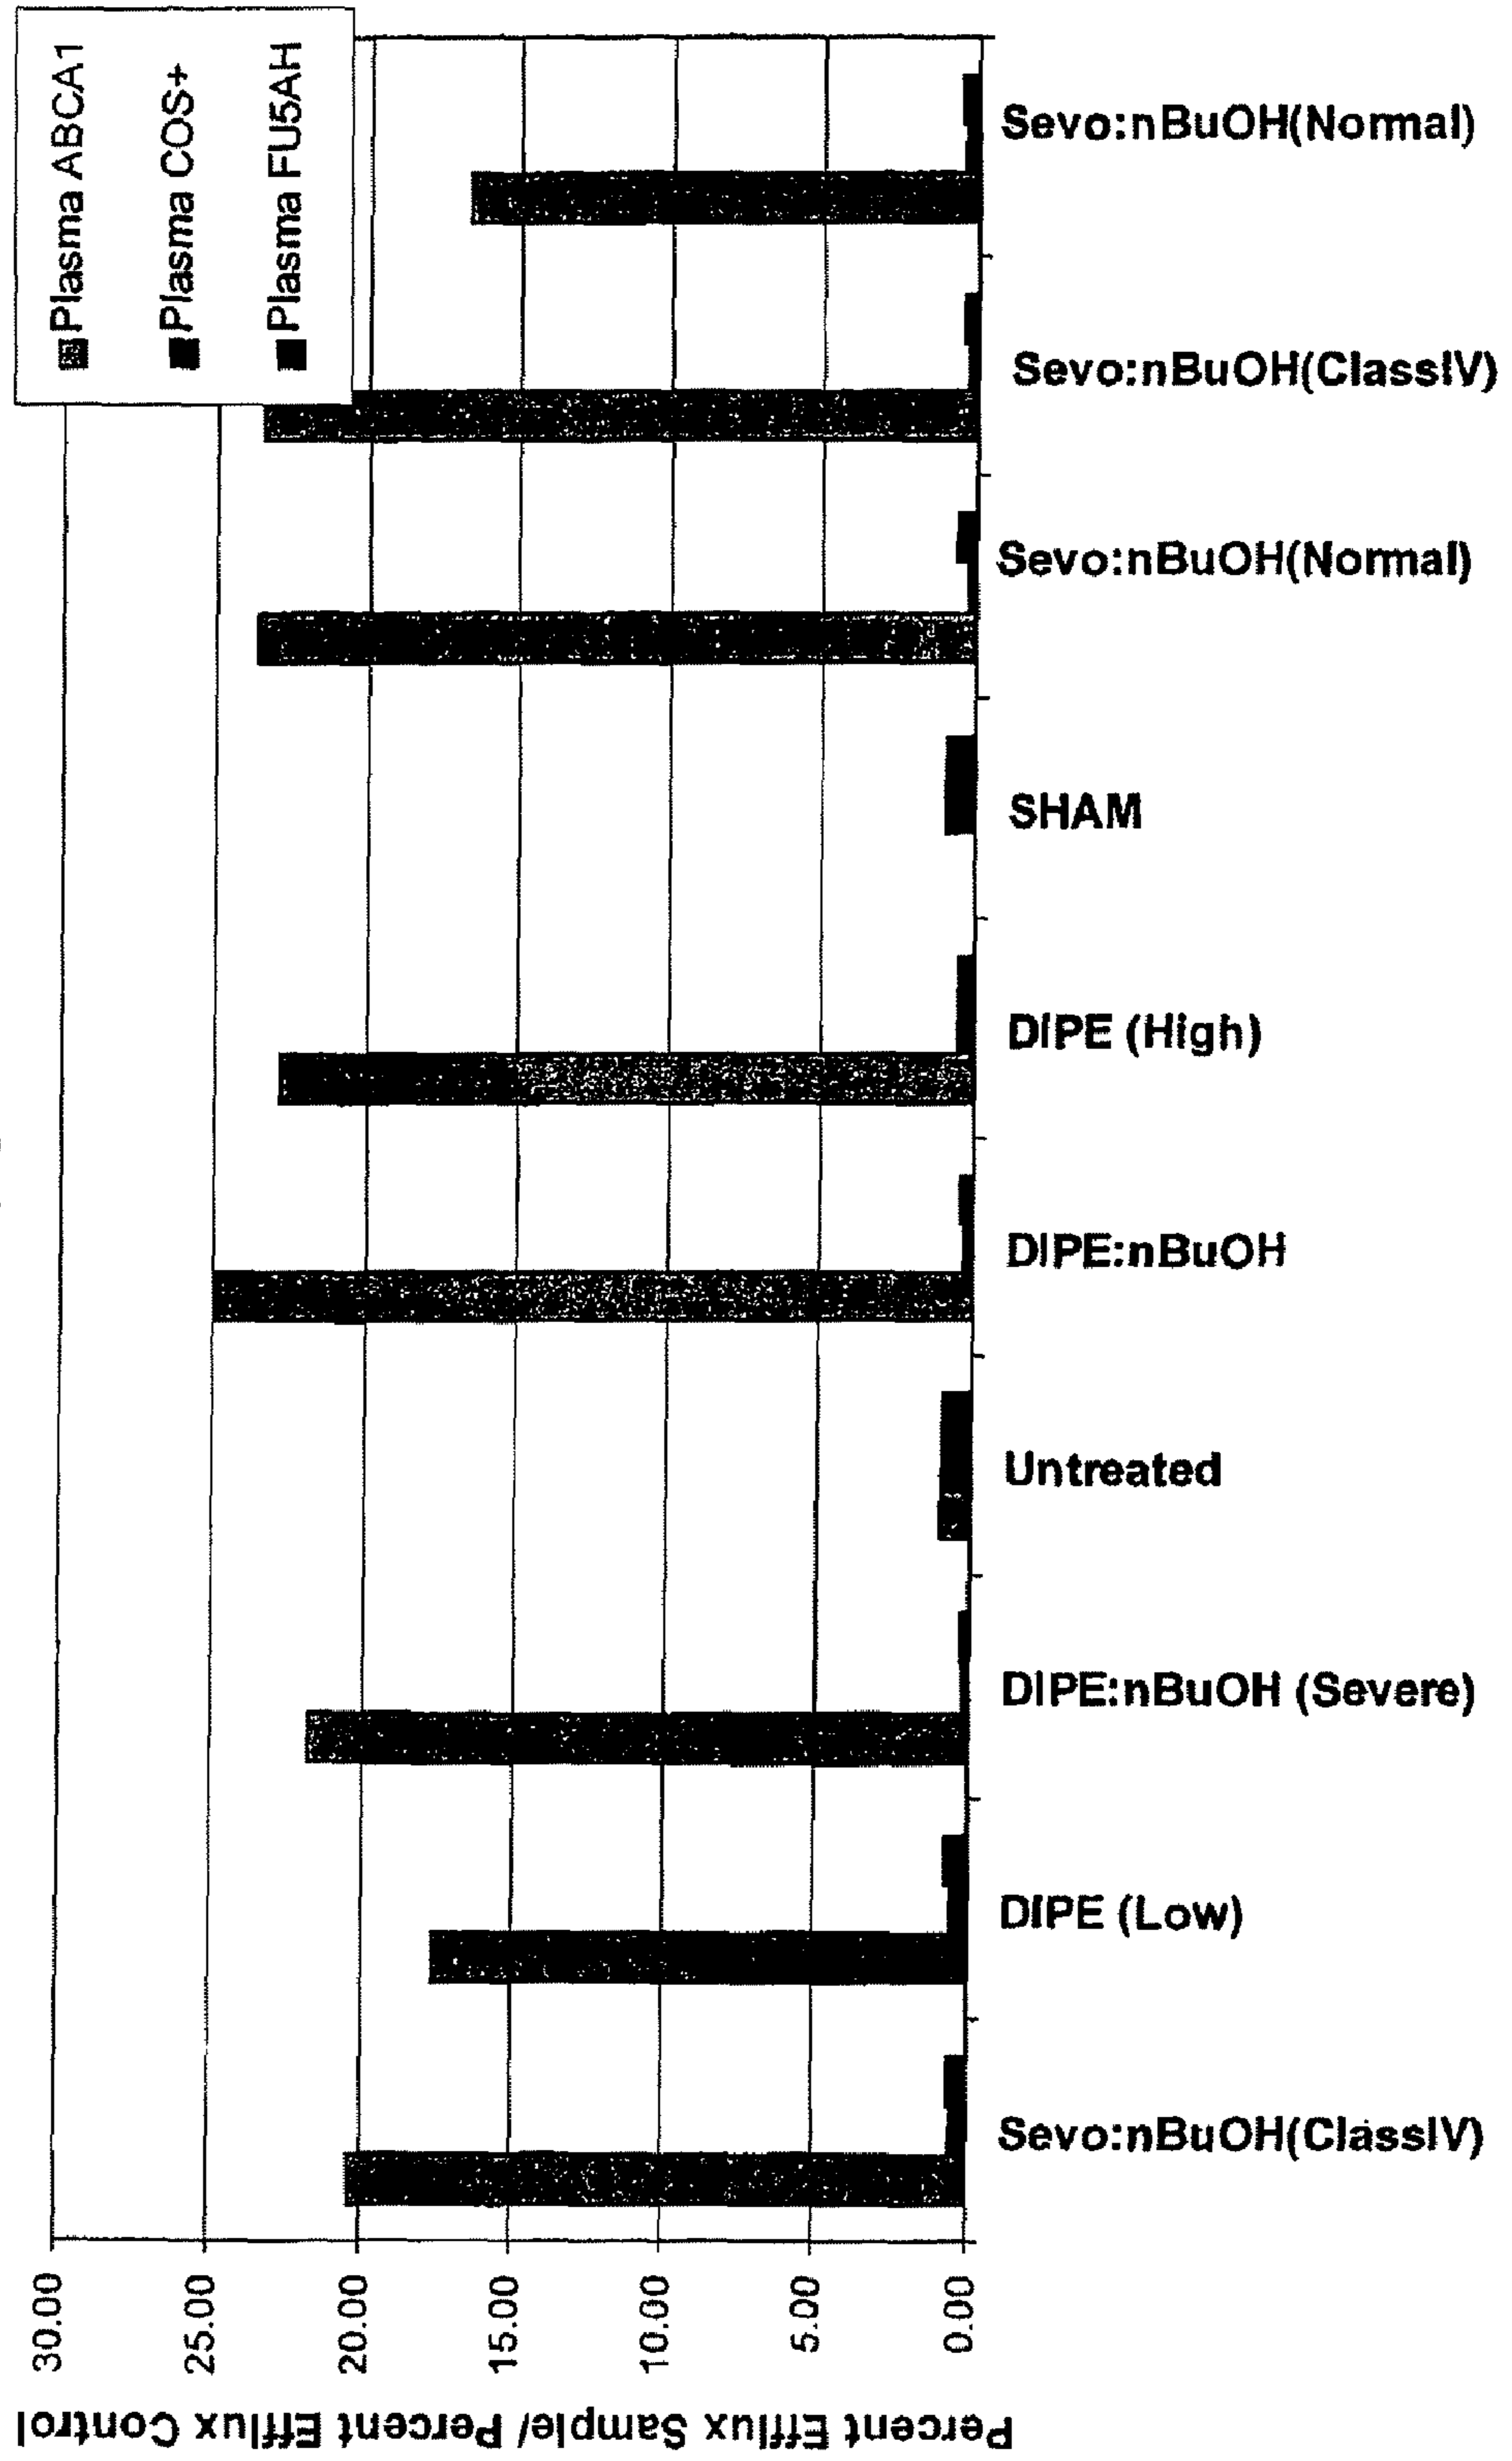 Plasma ABCA1
Plasma COS+
Plasma FU5AH
Percent Efflux Sample/ Percent Efflux Control
30.00
25.00
20.00
15.00
10.00
5.00
0.00
Sevo:nBuOH(ClassIV)
DIPE (Low)
DIPE:nBuOH (Severe)
Untreated
DIPE:nBuOH
DIPE (High)
SHAM
Sevo:nBuOH(Normal)
Sevo:nBuOH(ClassIV)
Sevo:nBuOH(Normal)